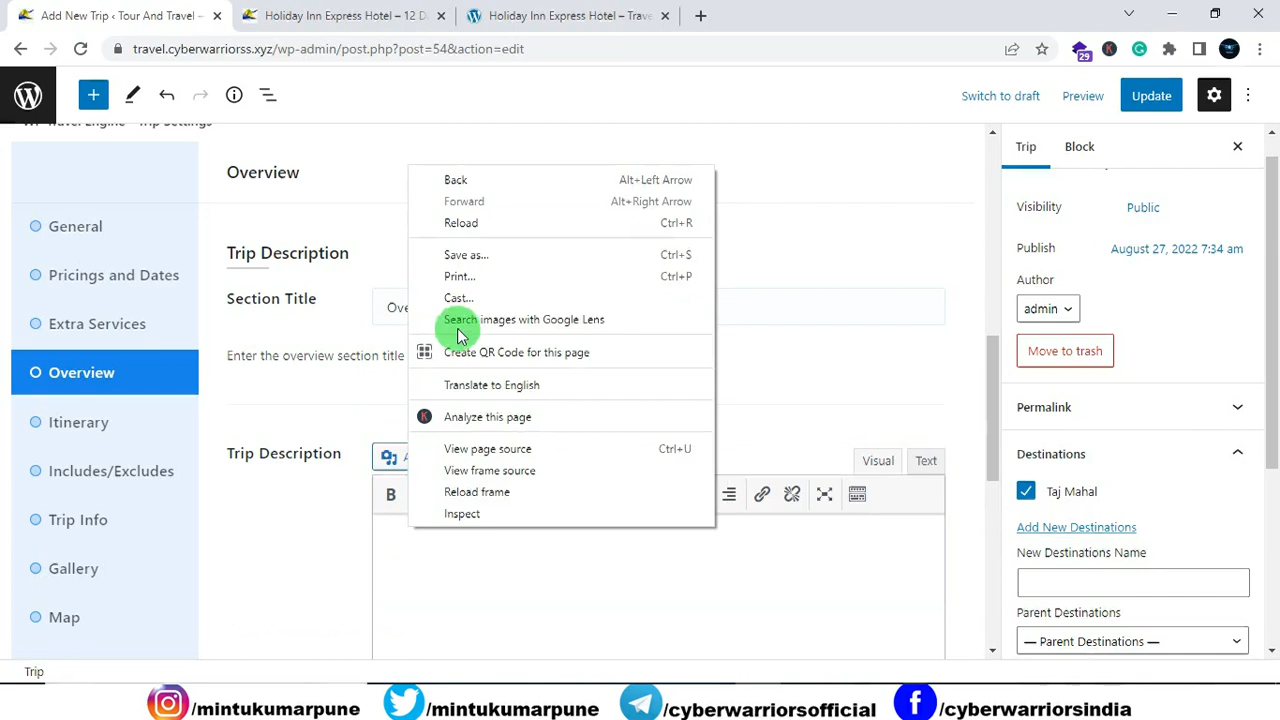 Add New Trip ‹ Tour And Travel –
Holiday Inn Express Hotel – 12 D
Holiday Inn Express Hotel – Trave
travel.cyberwarriorss.xyz/wp-admin/post.php?post=54&action=edit
29
Switch to draft
Preview
Update
WP Travel Engine - Trip Settings
Trip
Block
Visibility
Public
Publish
August 27, 2022 7:34 am
Author
admin
Move to trash
Permalink
Destinations
Taj Mahal
Add New Destinations
New Destinations Name
Parent Destinations
— Parent Destinations —
General
Pricings and Dates
Extra Services
Overview
Itinerary
Includes/Excludes
Trip Info
Gallery
Map
Overview
Trip Description
Section Title
Ove
Enter the overview section title
Trip Description
A
Visual
Text
B
Back Alt+Left Arrow
Forward Alt+Right Arrow
Reload Ctrl+R
Save as... Ctrl+S
Print... Ctrl+P
Cast...
Search images with Google Lens
Create QR Code for this page
Translate to English
K Analyze this page
View page source Ctrl+U
View frame source
Reload frame
Inspect
Trip
/mintukumarpune
/mintukumarpune
/cyberwarriorsofficial
/cyberwarriorsindia